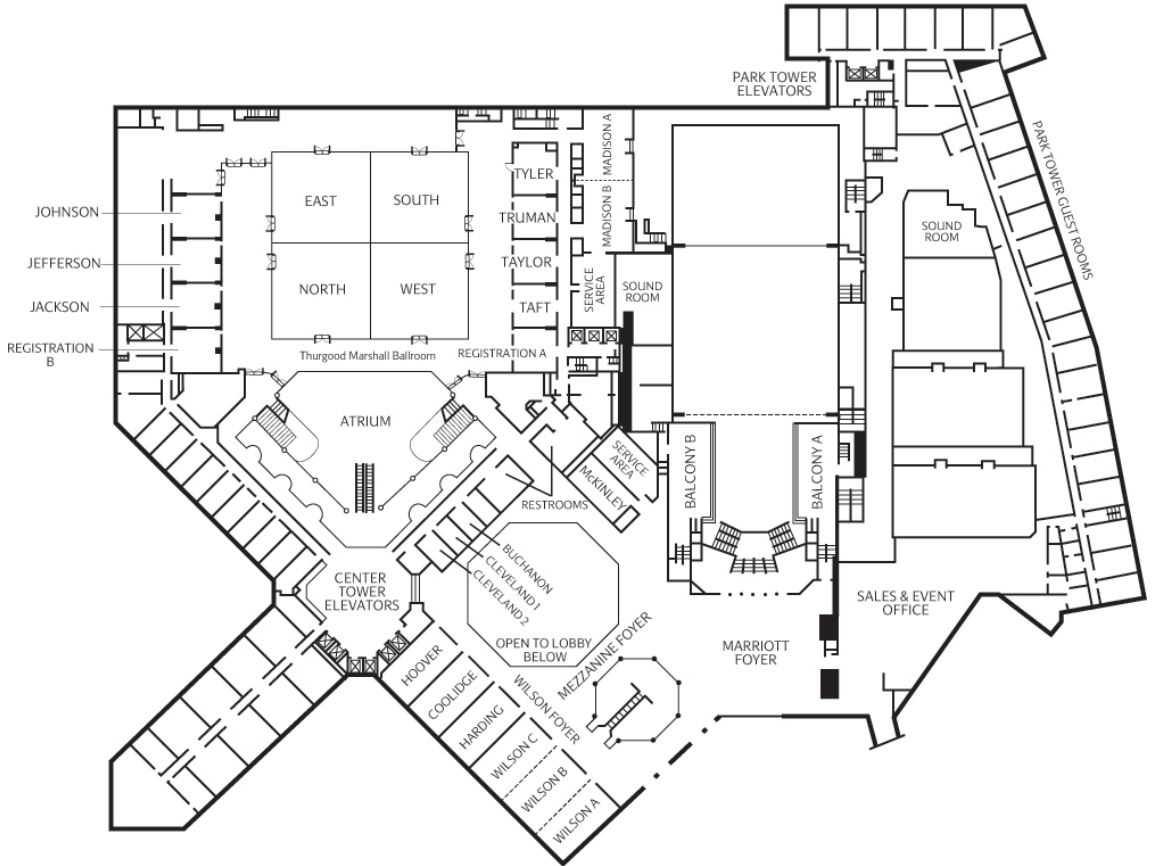 PARK TOWER
ELEVATORS
PARK TOWER GUEST ROOMS
MADISON A
MADISON B
TYLER
TRUMAN
TAYLOR
TAFT
EAST
SOUTH
NORTH
WEST
JOHNSON
JEFFERSON
JACKSON
REGISTRATION
B
Thurgood Marshall Ballroom
REGISTRATION A
SERVICE
AREA
SOUND
ROOM
SOUND
ROOM
ATRIUM
SERVICE
AREA
McKINLEY
RESTROOMS
BALCONY B
BALCONY A
BUCHANON
CLEVELAND 1
CLEVELAND 2
CENTER
TOWER
ELEVATORS
OPEN TO LOBBY
BELOW
MEZZANINE FOYER
WILSON FOYER
MARRIOTT
FOYER
SALES & EVENT
OFFICE
HOOVER
COOLIDGE
HARDING
WILSON C
WILSON B
WILSON A